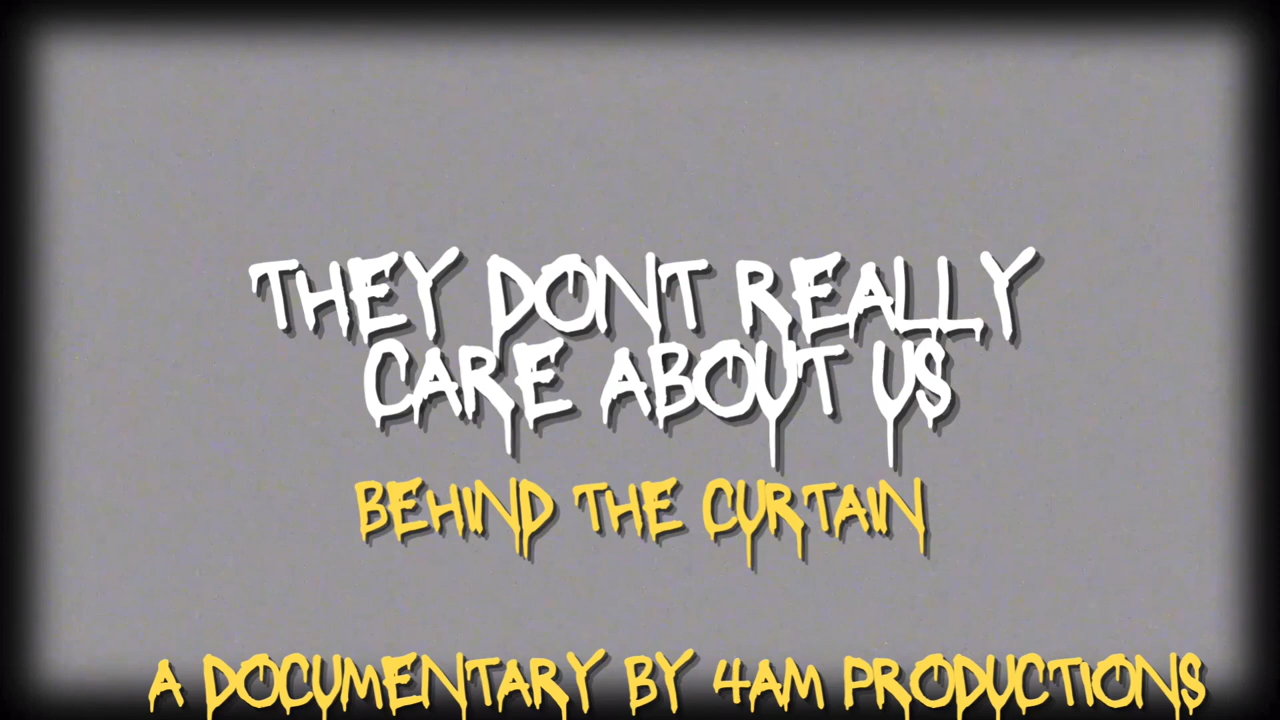 THEY DONT REALLY
CARE ABOUT US
BEHIND THE CURTAIN
A DOCUMENTARY BY 4AM PRODUCTIONS